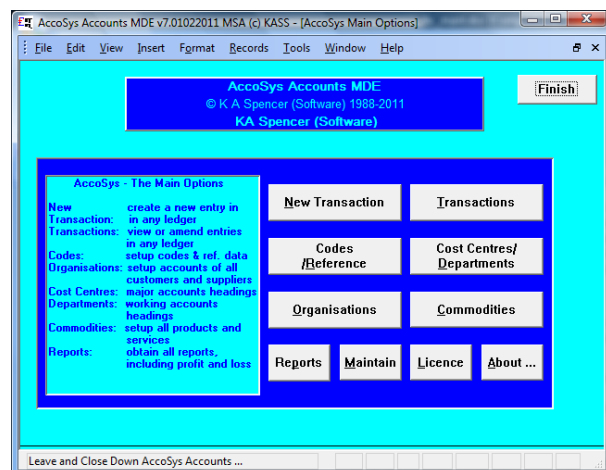 AccoSys Accounts MDE v7.01022011 MSA (c) KASS - [AccoSys Main Options]
File Edit View Insert Format Records Tools Window Help
AccoSys Accounts MDE
© K A Spencer (Software) 1988-2011
KA Spencer (Software)
Finish
AccoSys - The Main Options
New create a new entry in
Transaction: in any ledger
Transactions: view or amend entries
in any ledger
Codes: setup codes & ref. data
Organisations: setup accounts of all
customers and suppliers
Cost Centres: major accounts headings
Departments: working accounts
headings
Commodities: setup all products and
services
Reports: obtain all reports,
including profit and loss
New Transaction
Transactions
Codes
/Reference
Cost Centres/
Departments
Organisations
Commodities
Reports
Maintain
Licence
About ...
Leave and Close Down AccoSys Accounts ...